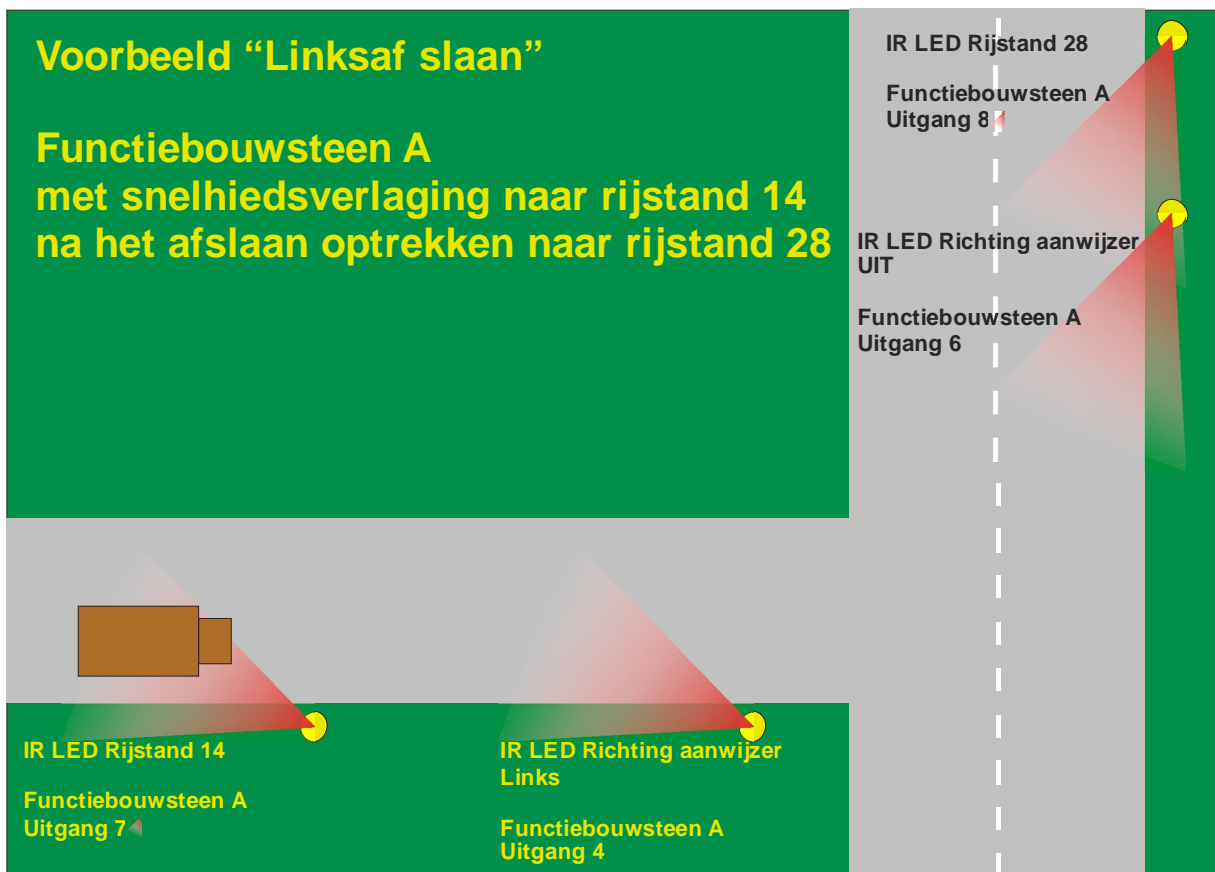 Voorbeeld “Linksaf slaan”
Functiebouwsteen A
met snelhiedsverlaging naar rijstand 14
na het afslaan optrekken naar rijstand 28
IR LED Rijstand 28
Functiebouwsteen A
Uitgang 8
IR LED Richting aanwijzer
UIT
Functiebouwsteen A
Uitgang 6
IR LED Rijstand 14
Functiebouwsteen A
Uitgang 7
IR LED Richting aanwijzer
Links
Functiebouwsteen A
Uitgang 4